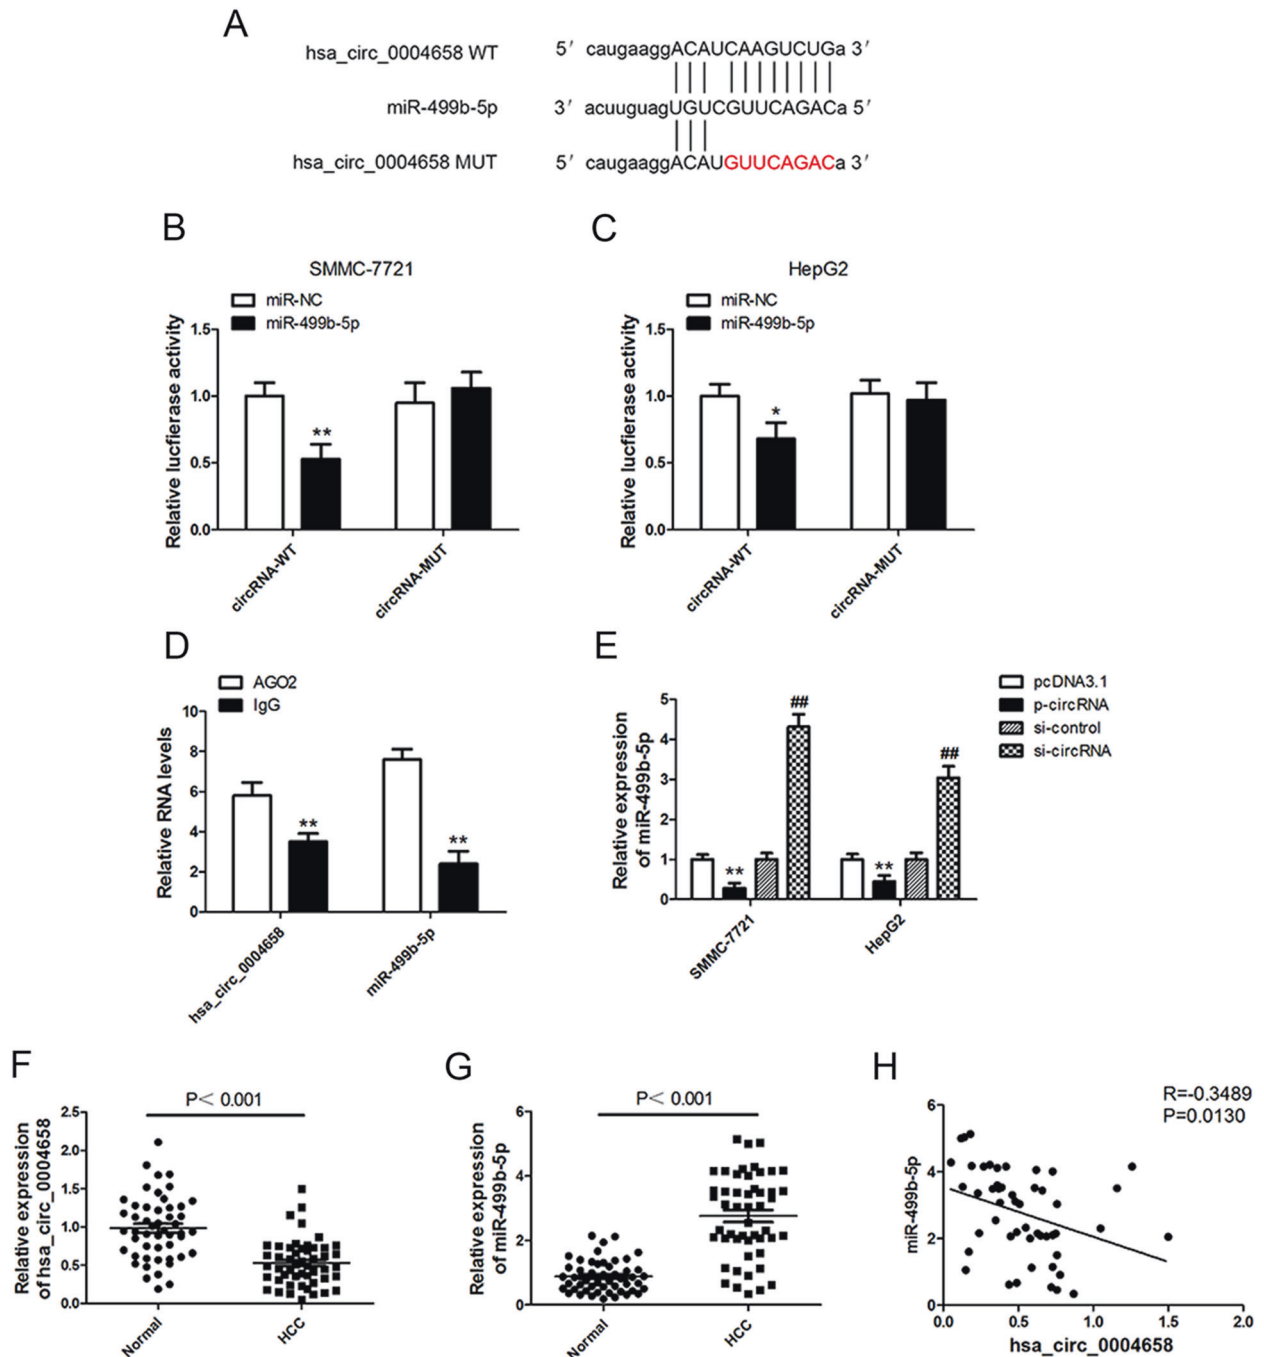 A
hsa_circ_0004658 WT 5′ caugaaggACAUCAAGUCUGa 3′
miR-499b-5p 3′ acuuguagUGUCGUUCAGACa 5′
hsa_circ_0004658 MUT 5′ caugaaggACAUGUUCAGACa 3′
B
SMMC-7721
miR-NC
miR-499b-5p
Relative lucfierase activity
1.5
1.0
0.5
0.0
**
circRNA-WT
circRNA-MUT
C
HepG2
miR-NC
miR-499b-5p
Relative lucfierase activity
1.5
1.0
0.5
0.0
*
circRNA-WT
circRNA-MUT
D
AGO2
IgG
Relative RNA levels
10
8
6
4
2
0
**
**
hsa_circ_0004658
miR-499b-5p
E
pcDNA3.1
p-circRNA
si-control
si-circRNA
Relative expression
of miR-499b-5p
5
4
3
2
1
0
**
##
**
##
SMMC-7721
HepG2
F
P< 0.001
Relative expression
of hsa_circ_0004658
2.5
2.0
1.5
1.0
0.5
0.0
Normal
HCC
G
P< 0.001
Relative expression
of miR-499b-5p
6
4
2
0
Normal
HCC
H
R=-0.3489
P=0.0130
miR-499b-5p
6
4
2
0
0.0 0.5 1.0 1.5 2.0
hsa_circ_0004658